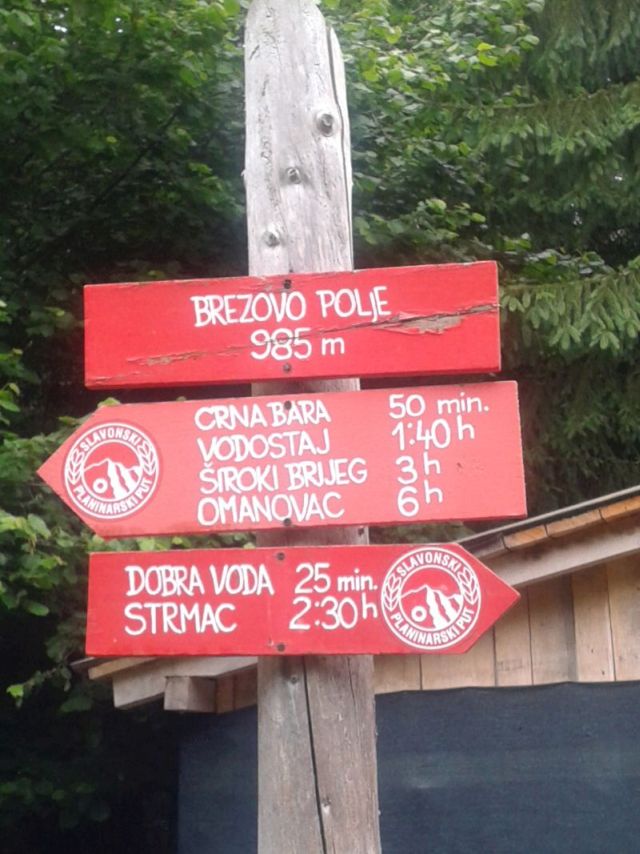 BREZOVO POLJE
985 m
CRNA BARA 50 min.
VODOSTAJ 1:40 h
ŠIROKI BRIJEG 3 h
OMANOVAC 6 h
SLAVONSKI
PLANINARSKI PUT
DOBRA VODA 25 min.
STRMAC 2:30 h
SLAVONSKI
PLANINARSKI PUT